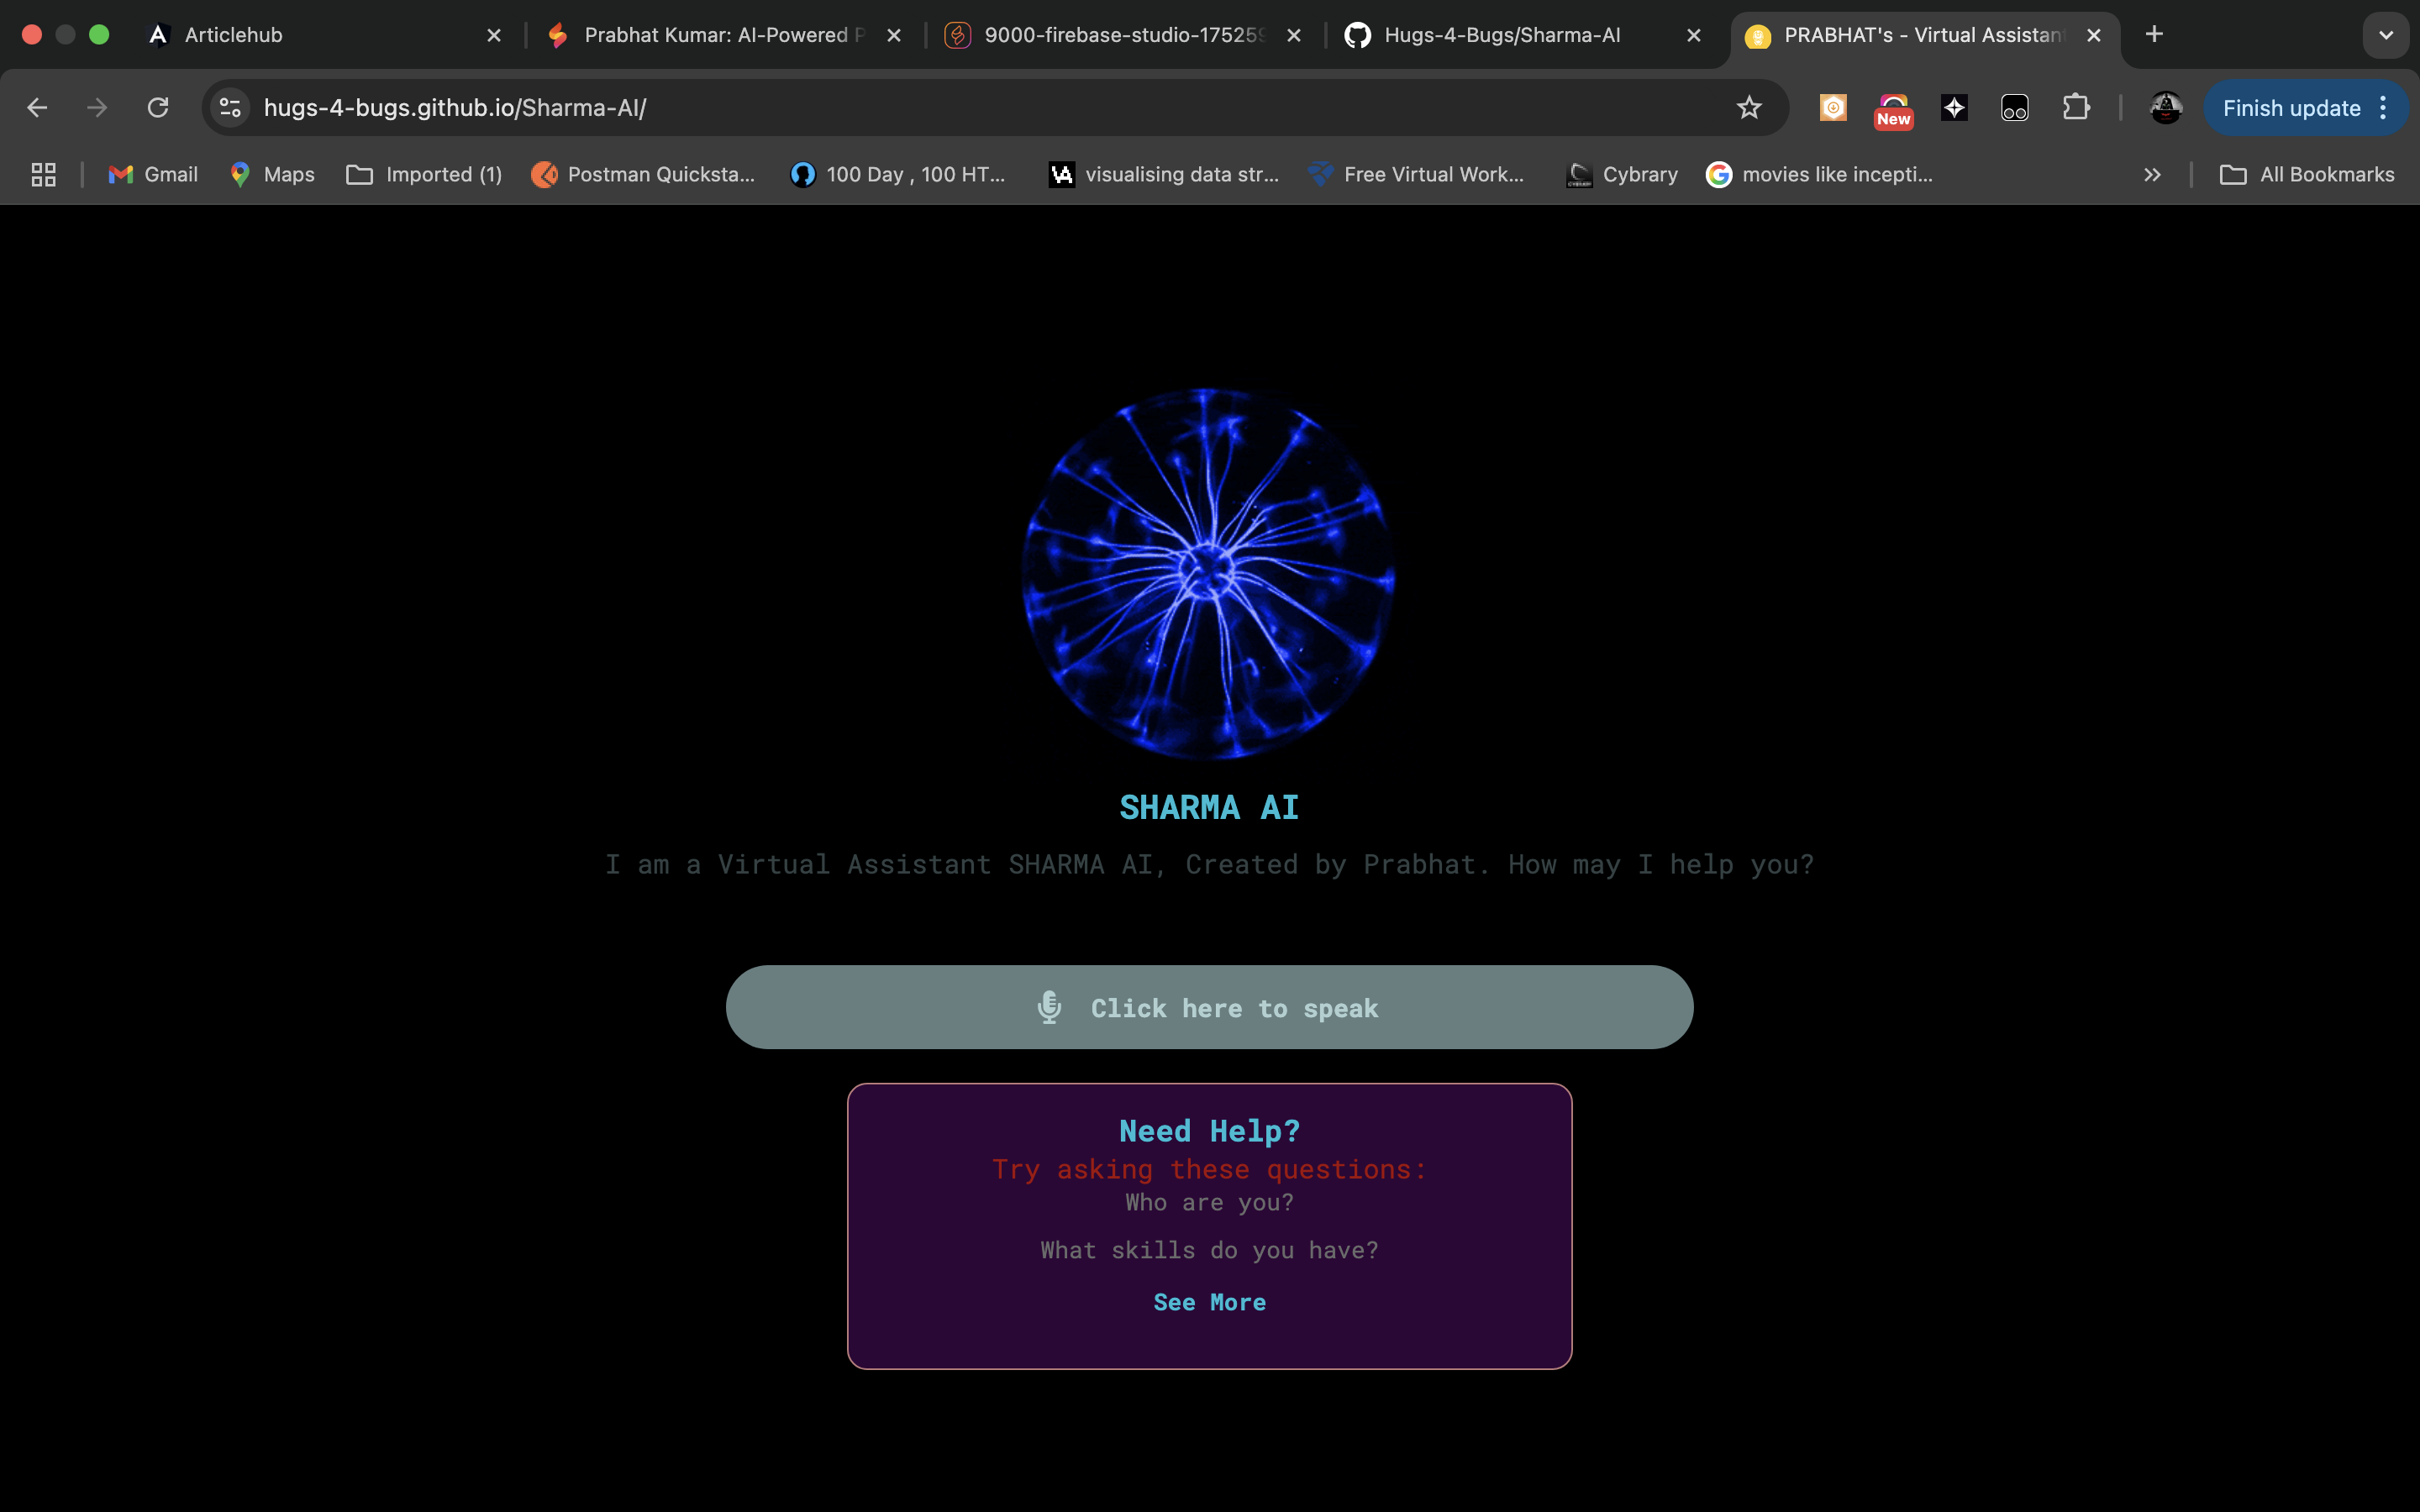 Articlehub
Prabhat Kumar: AI-Powered P
9000-firebase-studio-175259
Hugs-4-Bugs/Sharma-AI
PRABHAT's - Virtual Assistant
hugs-4-bugs.github.io/Sharma-AI/
New
Finish update
Gmail
Maps
Imported (1)
Postman Quicksta...
100 Day , 100 HT...
visualising data str...
Free Virtual Work...
Cybrary
movies like incepti...
All Bookmarks
SHARMA AI
I am a Virtual Assistant SHARMA AI, Created by Prabhat. How may I help you?
Click here to speak
Need Help?
Try asking these questions:
Who are you?
What skills do you have?
See More